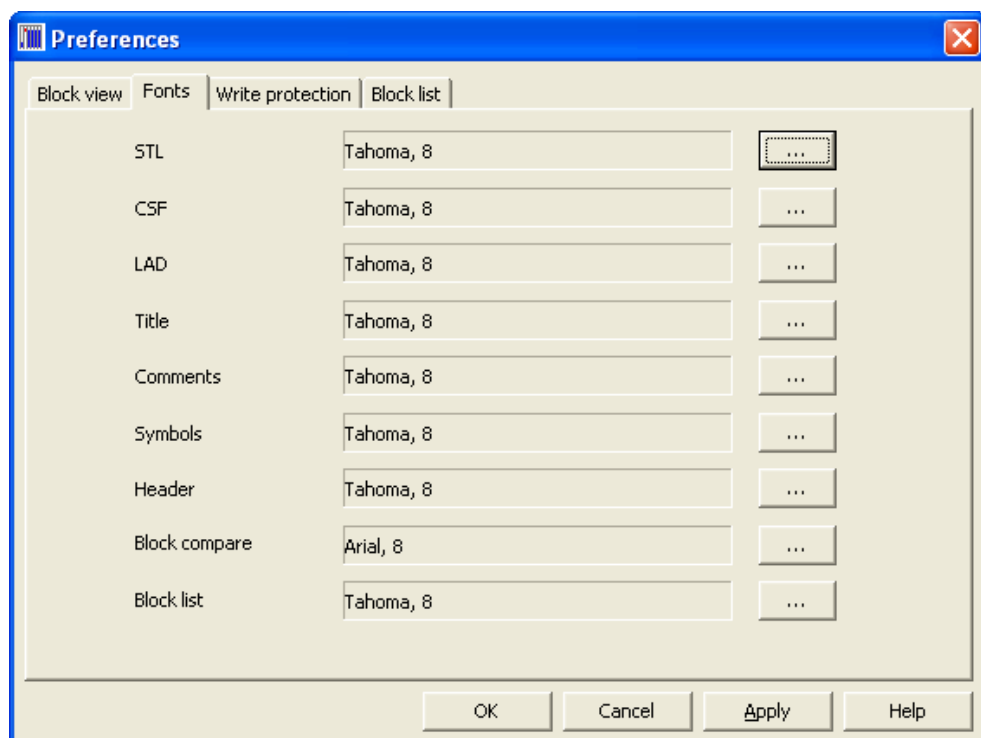 Preferences
Block view Fonts Write protection Block list
STL Tahoma, 8 ...
CSF Tahoma, 8 ...
LAD Tahoma, 8 ...
Title Tahoma, 8 ...
Comments Tahoma, 8 ...
Symbols Tahoma, 8 ...
Header Tahoma, 8 ...
Block compare Arial, 8 ...
Block list Tahoma, 8 ...
OK Cancel Apply Help